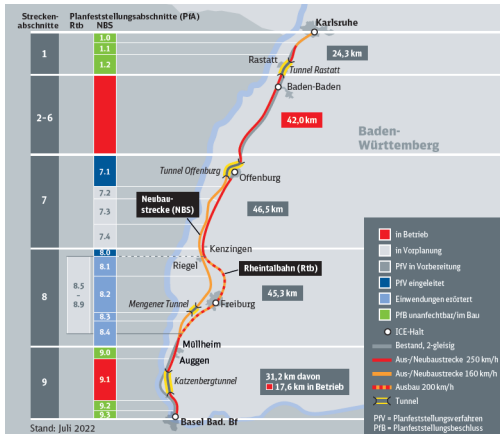 Strecken-
abschnitte
Planfeststellungsabschnitte (PfA)
Rtb
NBS
1
1.0
1.1
1.2
2-6
7
7.1
7.2
7.3
7.4
8
8.5
-
8.9
8.0
8.1
8.2
8.3
8.4
9
9.0
9.1
9.2
9.3
Stand: Juli 2022
Karlsruhe
24,3 km
Rastatt
Tunnel Rastatt
Baden-Baden
42,0 km
Baden-
Württemberg
Tunnel Offenburg
Offenburg
Neubau-
strecke (NBS)
46,5 km
Kenzingen
Riegel
Rheintalbahn (Rtb)
45,3 km
Mengener Tunnel
Freiburg
Müllheim
Auggen
Katzenbergtunnel
31,2 km davon
17,6 km in Betrieb
Basel Bad. Bf
in Betrieb
in Vorplanung
PfV in Vorbereitung
PfV eingeleitet
Einwendungen erörtert
PfB unanfechtbar/im Bau
ICE-Halt
Bestand, 2-gleisig
Aus-/Neubaustrecke 250 km/h
Aus-/Neubaustrecke 160 km/h
Ausbau 200 km/h
Tunnel
PfV = Planfeststellungsverfahren
PfB = Planfeststellungsbeschluss